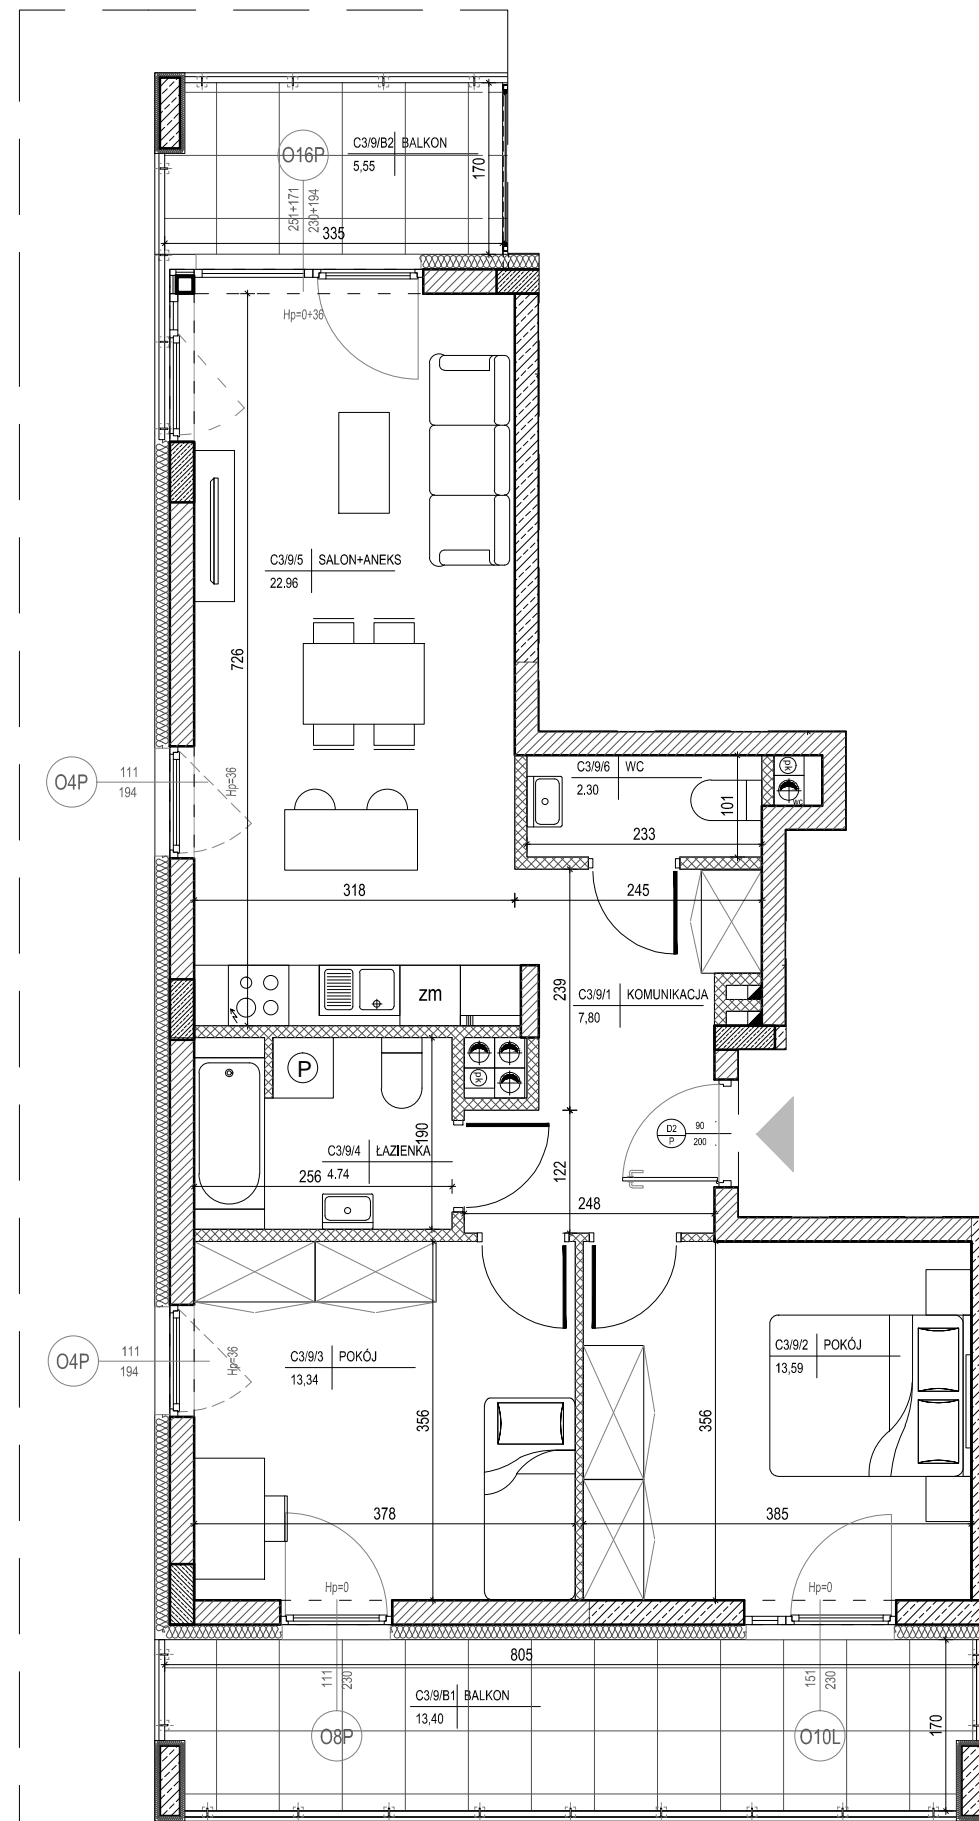 C3/9/B2 BALKON
5,55
O16P
251+171
230+194
170
335
Hp=0+36
C3/9/5 SALON+ANEKS
22.96
726
O4P
111
194
Hp=36
C3/9/6 WC
2.30
pk
WC
101
233
318
245
239
zm
C3/9/1 KOMUNIKACJA
7,80
P
pk
190
C3/9/4 ŁAZIENKA
4.74
256
122
248
D2
P
90
200
O4P
111
194
Hp=36
C3/9/3 POKÓJ
13,34
C3/9/2 POKÓJ
13,59
356
356
378
385
Hp=0
Hp=0
805
111
230
151
230
C3/9/B1 BALKON
13,40
170
O8P
O10L